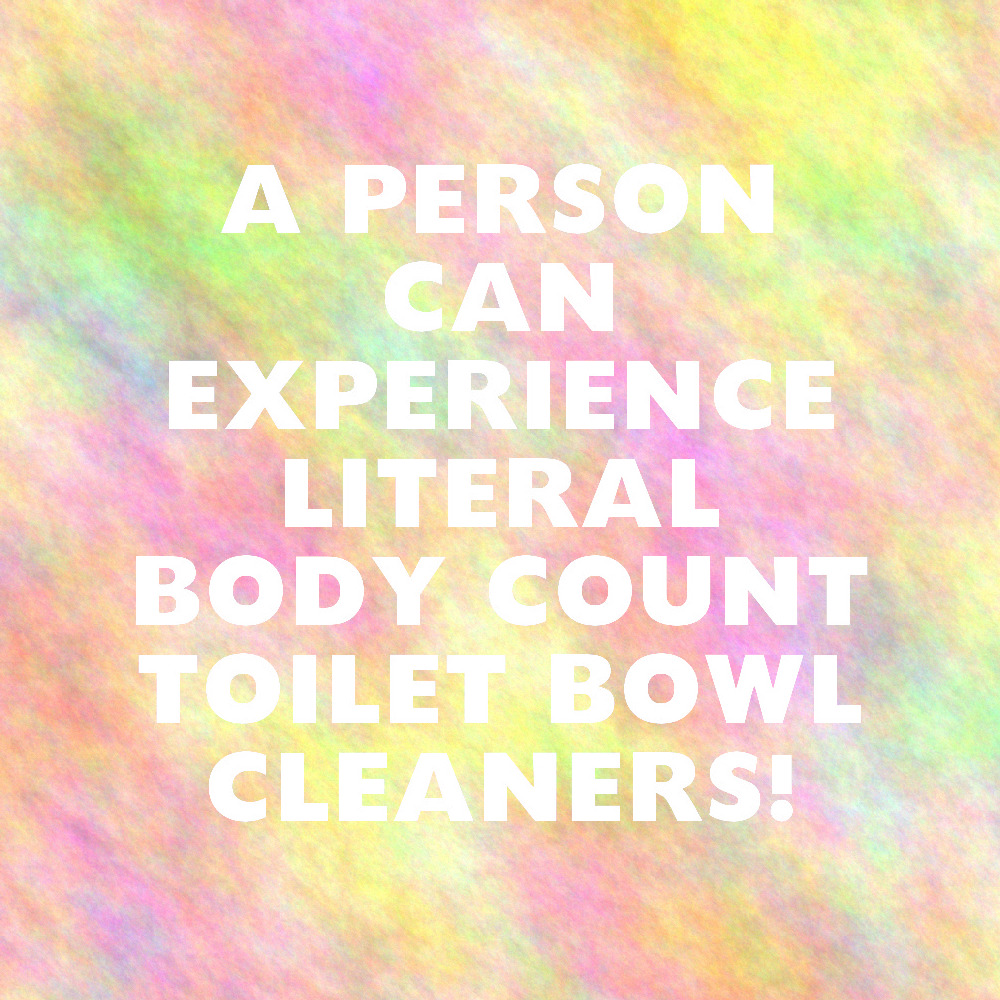 A PERSON
CAN
EXPERIENCE
LITERAL
BODY COUNT
TOILET BOWL
CLEANERS!